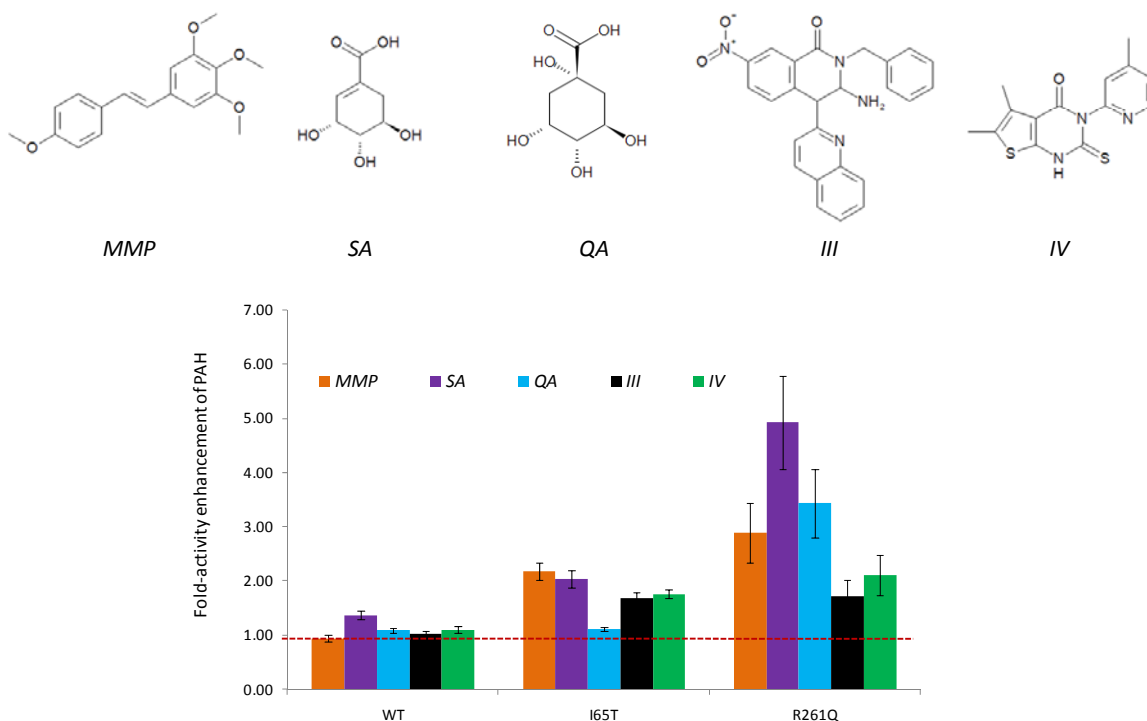 MMP SA QA III IV
Fold-activity enhancement of PAH
7.00
6.00
5.00
4.00
3.00
2.00
1.00
0.00
MMP SA QA III IV
WT I65T R261Q
O
O
O
O
O OH
HO OH
OH
O OH
HO
HO OH
OH
O⁻
N⁺
O
O
N
NH₂
N
O
N N
S N
H
S